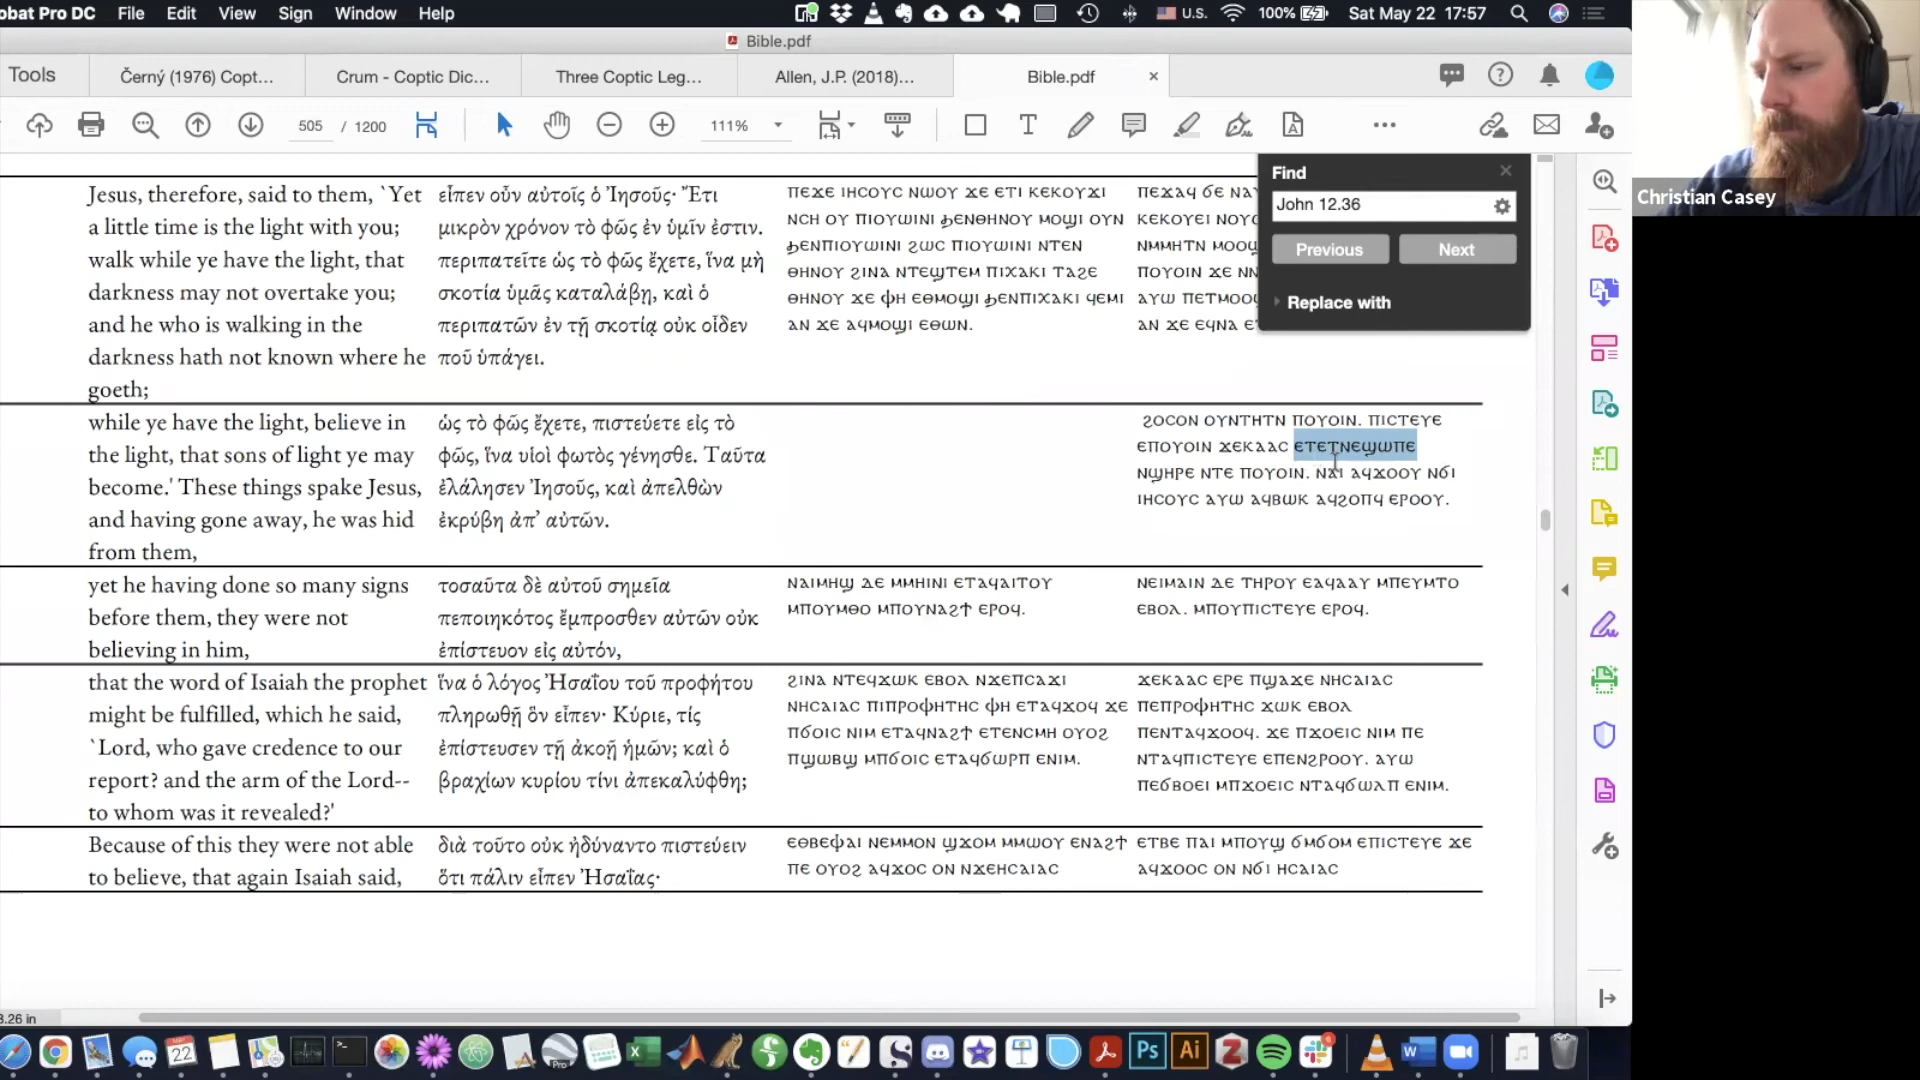 obat Pro DC File Edit View Sign Window Help U.S. 100% Sat May 22 17:57
Bible.pdf
Tools Černý (1976) Copt... Crum - Coptic Dic... Three Coptic Leg... Allen, J.P. (2018)... Bible.pdf
505 / 1200 111%
Christian Casey
Find
John 12.36
Previous Next
Replace with
Jesus, therefore, said to them, `Yet
a little time is the light with you;
walk while ye have the light, that
darkness may not overtake you;
and he who is walking in the
darkness hath not known where he
goeth;
εἶπεν οὖν αὐτοῖς ὁ Ἰησοῦς· Ἔτι
μικρὸν χρόνον τὸ φῶς ἐν ὑμῖν ἐστιν.
περιπατεῖτε ὡς τὸ φῶς ἔχετε, ἵνα μὴ
σκοτία ὑμᾶς καταλάβῃ, καὶ ὁ
περιπατῶν ἐν τῇ σκοτίᾳ οὐκ οἶδεν
ποῦ ὑπάγει.
ⲡⲉϫⲉ ⲓⲏⲥⲟⲩⲥ ⲛⲱⲟⲩ ϫⲉ ⲉⲧⲓ ⲕⲉⲕⲟⲩϫⲓ
ⲛⲥⲏ ⲟⲩ ⲡⲓⲟⲩⲱⲓⲛⲓ ϧⲉⲛⲑⲏⲛⲟⲩ ⲙⲟϣⲓ ⲟⲩⲛ
ϧⲉⲛⲡⲓⲟⲩⲱⲓⲛⲓ ϩⲱⲥ ⲡⲓⲟⲩⲱⲓⲛⲓ ⲛⲧⲉⲛ
ⲑⲏⲛⲟⲩ ϩⲓⲛⲁ ⲛⲧⲉϣⲧⲉⲙ ⲡⲓⲭⲁⲕⲓ ⲧⲁϩⲉ
ⲑⲏⲛⲟⲩ ϫⲉ ⲫⲏ ⲉⲑⲙⲟϣⲓ ϧⲉⲛⲡⲓⲭⲁⲕⲓ ϥⲉⲙⲓ
ⲁⲛ ϫⲉ ⲁϥⲙⲟϣⲓ ⲉⲑⲱⲛ.
ⲡⲉϫⲁϥ ϭⲉ ⲛⲁ
ⲕⲉⲕⲟⲩⲉⲓ ⲛⲟⲩ
ⲛⲙⲙⲏⲧⲛ ⲙⲟⲟ
ⲡⲟⲩⲟⲓⲛ ϫⲉ ⲛⲛ
ⲁⲩⲱ ⲡⲉⲧⲙⲟⲟ
ⲁⲛ ϫⲉ ⲉϥⲛⲁ ⲉ
while ye have the light, believe in
the light, that sons of light ye may
become.' These things spake Jesus,
and having gone away, he was hid
from them,
ὡς τὸ φῶς ἔχετε, πιστεύετε εἰς τὸ
φῶς, ἵνα υἱοὶ φωτὸς γένησθε. Ταῦτα
ἐλάλησεν Ἰησοῦς, καὶ ἀπελθὼν
ἐκρύβη ἀπ’ αὐτῶν.
ϩⲟⲥⲟⲛ ⲟⲩⲛⲧⲏⲧⲛ ⲡⲟⲩⲟⲓⲛ. ⲡⲓⲥⲧⲉⲩⲉ
ⲉⲡⲟⲩⲟⲓⲛ ϫⲉⲕⲁⲁⲥ ⲉⲧⲉⲧⲛⲉϣⲱⲡⲉ
ⲛϣⲏⲣⲉ ⲛⲧⲉ ⲡⲟⲩⲟⲓⲛ. ⲛⲁⲓ ⲁϥϫⲟⲟⲩ ⲛϭⲓ
ⲓⲏⲥⲟⲩⲥ ⲁⲩⲱ ⲁϥⲃⲱⲕ ⲁϥϩⲟⲡϥ ⲉⲣⲟⲟⲩ.
yet he having done so many signs
before them, they were not
believing in him,
τοσαῦτα δὲ αὐτοῦ σημεῖα
πεποιηκότος ἔμπροσθεν αὐτῶν οὐκ
ἐπίστευον εἰς αὐτόν,
ⲛⲁⲓⲙⲏϣ ⲇⲉ ⲙⲙⲏⲓⲛⲓ ⲉⲧⲁϥⲁⲓⲧⲟⲩ
ⲙⲡⲟⲩⲙⲑⲟ ⲙⲡⲟⲩⲛⲁϩϯ ⲉⲣⲟϥ.
ⲛⲉⲓⲙⲁⲓⲛ ⲇⲉ ⲧⲏⲣⲟⲩ ⲉⲁϥⲁⲁⲩ ⲙⲡⲉⲩⲙⲧⲟ
ⲉⲃⲟⲗ. ⲙⲡⲟⲩⲡⲓⲥⲧⲉⲩⲉ ⲉⲣⲟϥ.
that the word of Isaiah the prophet
might be fulfilled, which he said,
`Lord, who gave credence to our
report? and the arm of the Lord--
to whom was it revealed?'
ἵνα ὁ λόγος Ἠσαΐου τοῦ προφήτου
πληρωθῇ ὃν εἶπεν· Κύριε, τίς
ἐπίστευσεν τῇ ἀκοῇ ἡμῶν; καὶ ὁ
βραχίων κυρίου τίνι ἀπεκαλύφθη;
ϩⲓⲛⲁ ⲛⲧⲉϥϫⲱⲕ ⲉⲃⲟⲗ ⲛϫⲉⲡⲥⲁϫⲓ
ⲛⲏⲥⲁⲓⲁⲥ ⲡⲓⲡⲣⲟⲫⲏⲧⲏⲥ ⲫⲏ ⲉⲧⲁϥϫⲟϥ ϫⲉ
ⲡϭⲟⲓⲥ ⲛⲓⲙ ⲉⲧⲁϥⲛⲁϩϯ ⲉⲧⲉⲛⲥⲙⲏ ⲟⲩⲟϩ
ⲡϣⲱⲃϣ ⲙⲡϭⲟⲓⲥ ⲉⲧⲁϥϭⲱⲣⲡ ⲉⲛⲓⲙ.
ϫⲉⲕⲁⲁⲥ ⲉⲣⲉ ⲡϣⲁϫⲉ ⲛⲏⲥⲁⲓⲁⲥ
ⲡⲉⲡⲣⲟⲫⲏⲧⲏⲥ ϫⲱⲕ ⲉⲃⲟⲗ
ⲡⲉⲛⲧⲁϥϫⲟⲟϥ. ϫⲉ ⲡϫⲟⲉⲓⲥ ⲛⲓⲙ ⲡⲉ
ⲛⲧⲁϥⲡⲓⲥⲧⲉⲩⲉ ⲉⲡⲉⲛϩⲣⲟⲟⲩ. ⲁⲩⲱ
ⲡⲉϭⲃⲟⲉⲓ ⲙⲡϫⲟⲉⲓⲥ ⲛⲧⲁϥϭⲱⲗⲡ ⲉⲛⲓⲙ.
Because of this they were not able
to believe, that again Isaiah said,
διὰ τοῦτο οὐκ ἠδύναντο πιστεύειν
ὅτι πάλιν εἶπεν Ἠσαΐας·
ⲉⲑⲃⲉⲫⲁⲓ ⲛⲉⲙⲙⲟⲛ ϣϫⲟⲙ ⲙⲙⲱⲟⲩ ⲉⲛⲁϩϯ
ⲡⲉ ⲟⲩⲟϩ ⲁϥϫⲟⲥ ⲟⲛ ⲛϫⲉⲏⲥⲁⲓⲁⲥ
ⲉⲧⲃⲉ ⲡⲁⲓ ⲙⲡⲟⲩϣ ϭⲙϭⲟⲙ ⲉⲡⲓⲥⲧⲉⲩⲉ ϫⲉ
ⲁϥϫⲟⲟⲥ ⲟⲛ ⲛϭⲓ ⲏⲥⲁⲓⲁⲥ
3.26 in